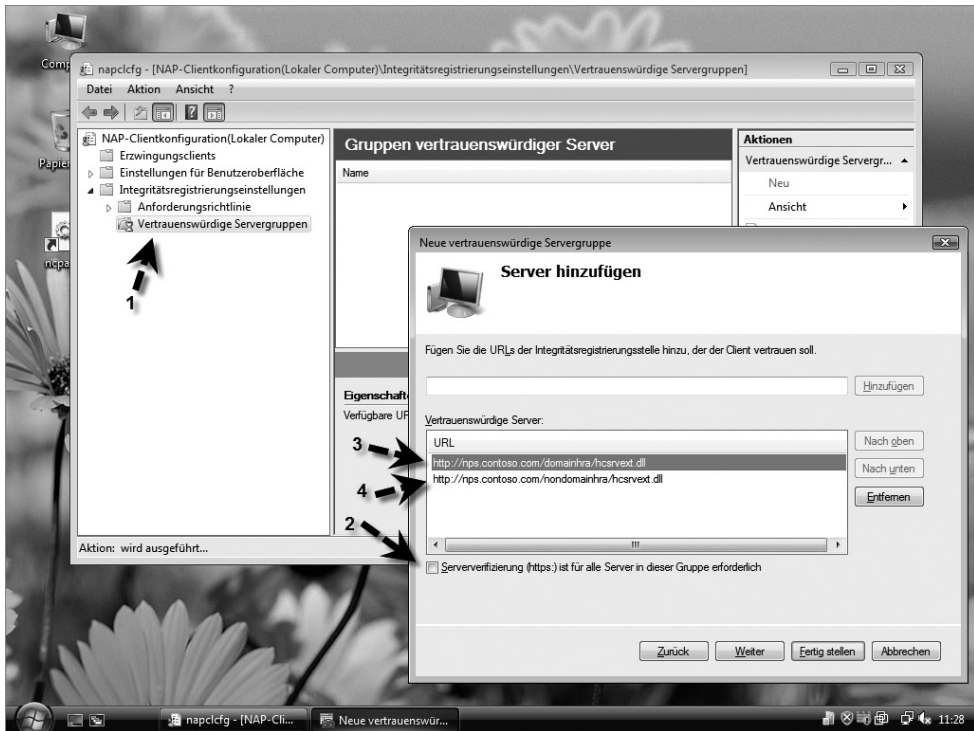 napclcfg - [NAP-Clientkonfiguration(Lokaler Computer)\Integritätsregistrierungseinstellungen\Vertrauenswürdige Servergruppen]
Datei Aktion Ansicht ?
NAP-Clientkonfiguration(Lokaler Computer)
Erzwingungsclients
Einstellungen für Benutzeroberfläche
Integritätsregistrierungseinstellungen
Anforderungsrichtlinie
Vertrauenswürdige Servergruppen
1
Gruppen vertrauenswürdiger Server
Name
Aktionen
Vertrauenswürdige Servergr...
Neu
Ansicht
Verfügbare
Neue vertrauenswürdige Servergruppe
Server hinzufügen
Fügen Sie die URLs der Integritätsregistrierungsstelle hinzu, der der Client vertrauen soll.
Hinzufügen
Vertrauenswürdige Server:
URL
3
http://nps.contoso.com/domainhra/hcsrvext.dll
4
http://nps.contoso.com/nondomainhra/hcsrvext.dll
Nach oben
Nach unten
Entfernen
2
Serververifizierung (https:) ist für alle Server in dieser Gruppe erforderlich
Zurück Weiter Fertig stellen Abbrechen
Aktion: wird ausgeführt...
napclcfg - [NAP-Cli...
Neue vertrauenswür...
11:28